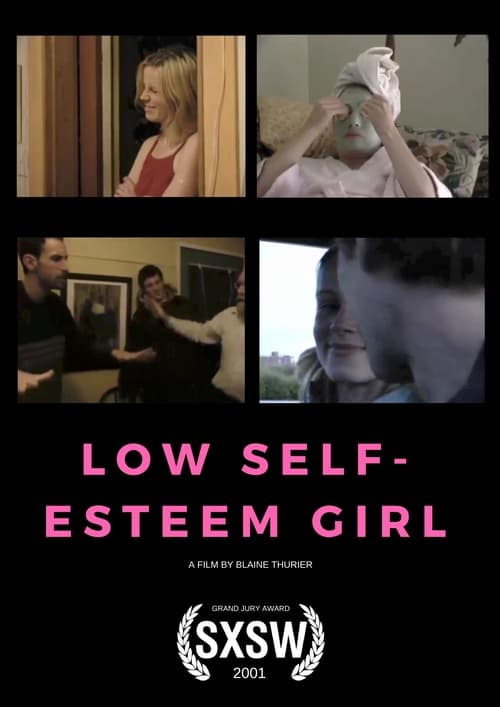 LOW SELF-
ESTEEM GIRL
A FILM BY BLAINE THURIER
GRAND JURY AWARD
SXSW
2001